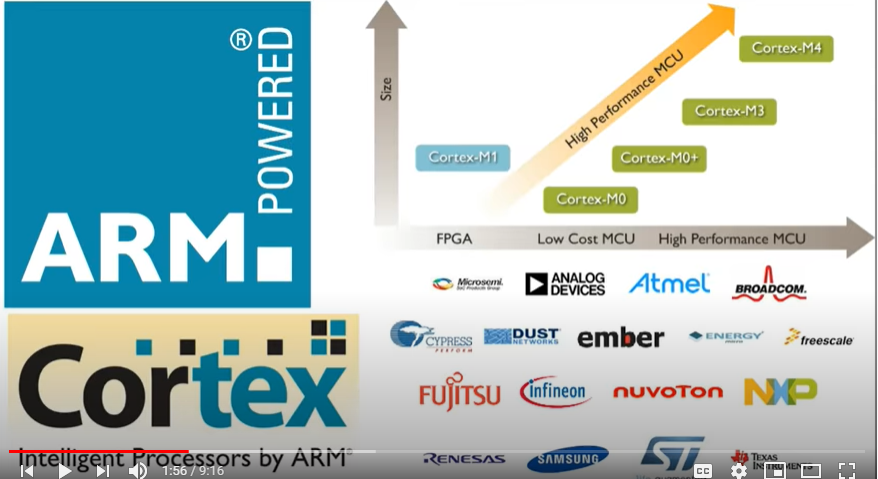 ARM
POWERED
®
Cortex
Intelligent Processors by ARM®
Size
High Performance MCU
Cortex-M4
Cortex-M3
Cortex-M1
Cortex-M0+
Cortex-M0
FPGA
Low Cost MCU
High Performance MCU
Microsemi.
ANALOG
DEVICES
Atmel
BROADCOM.
CYPRESS
PERFORM
DUST
NETWORKS
ember
ENERGY
freescale
FUJITSU
infineon
nuvoTon
NXP
RENESAS
SAMSUNG
ST
TEXAS
INSTRUMENTS
1:56 / 9:16
CC